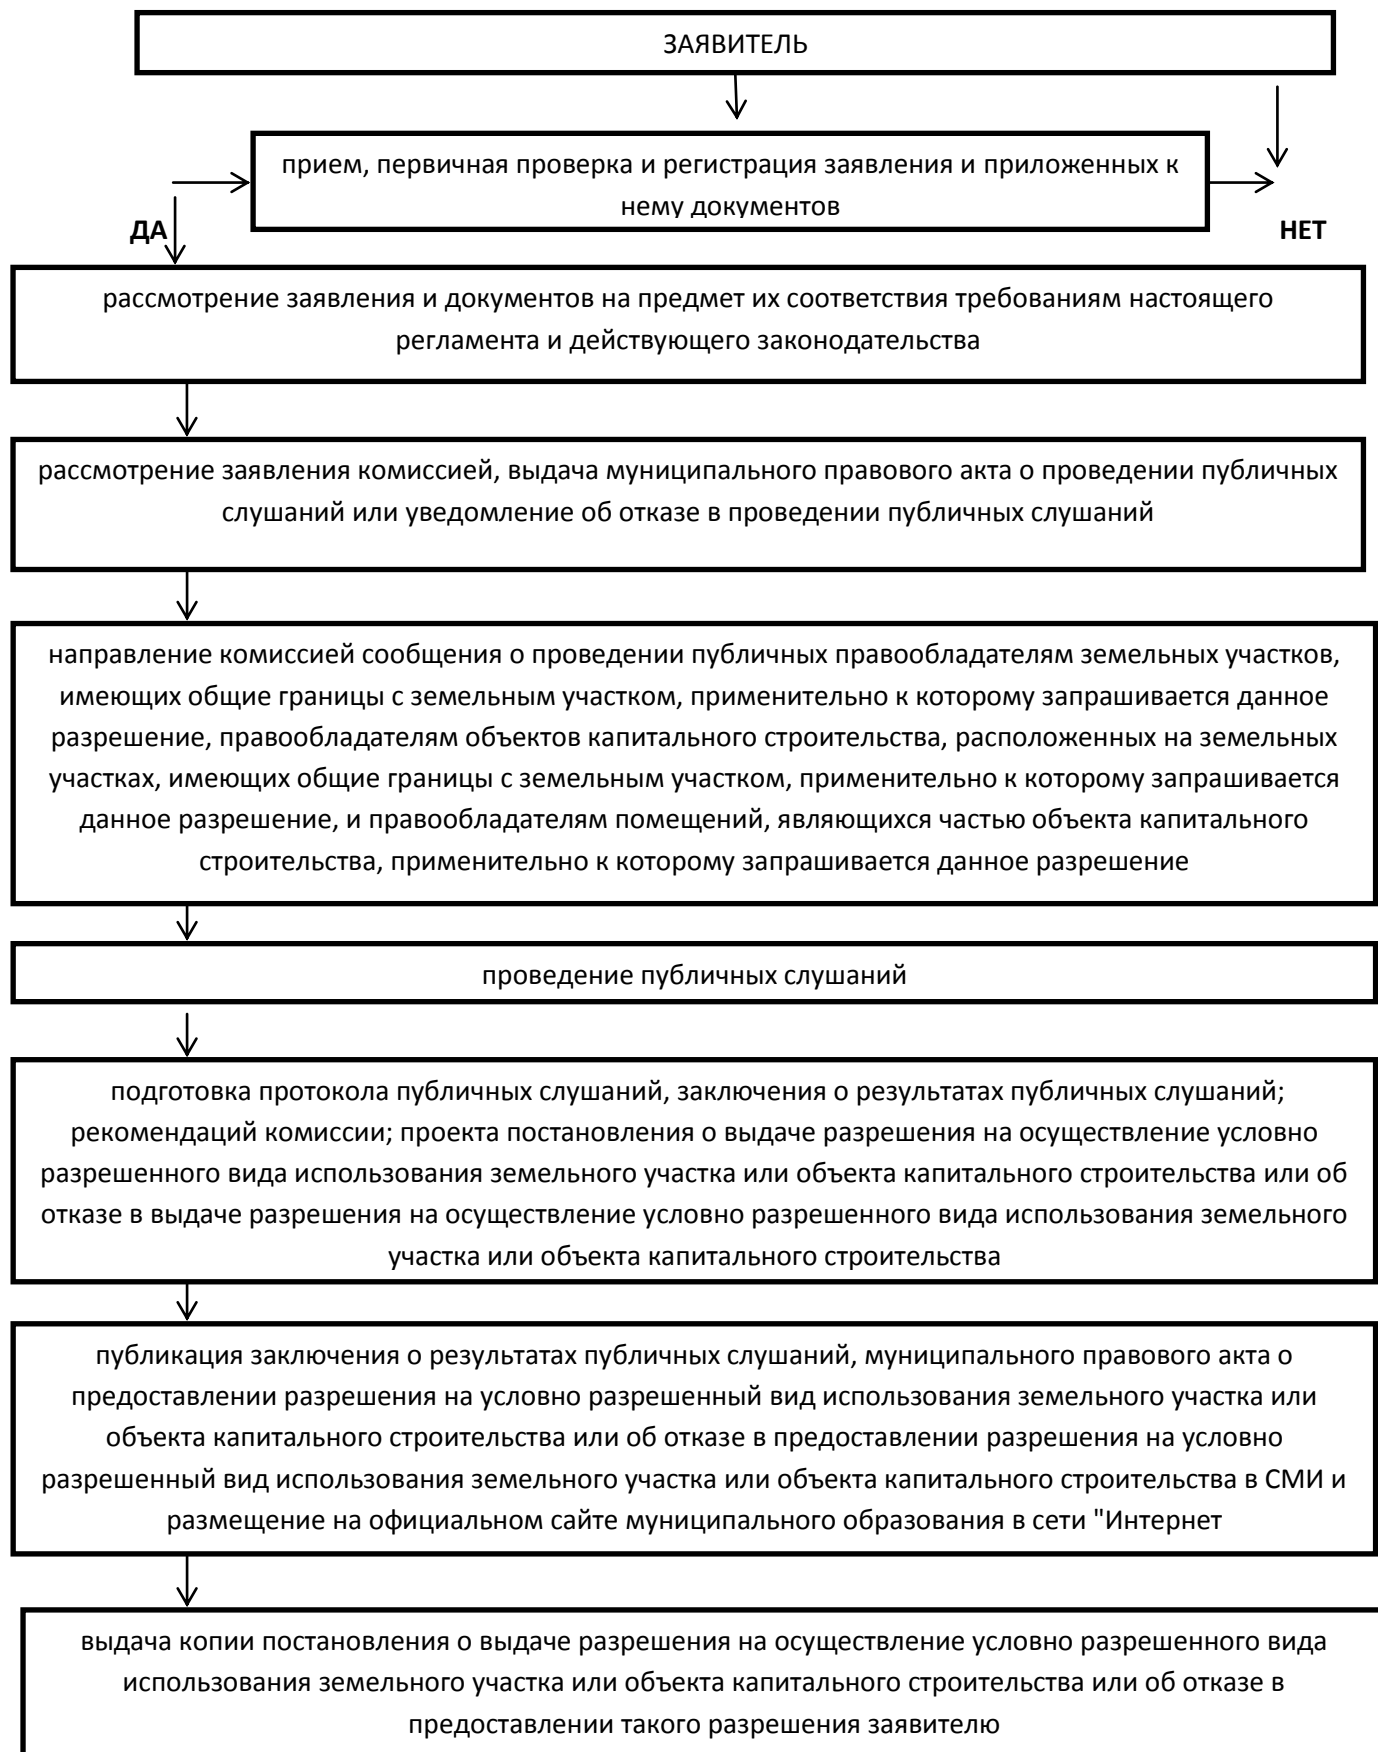 ЗАЯВИТЕЛЬ
прием, первичная проверка и регистрация заявления и приложенных к
нему документов
ДА
НЕТ
рассмотрение заявления и документов на предмет их соответствия требованиям настоящего
регламента и действующего законодательства
рассмотрение заявления комиссией, выдача муниципального правового акта о проведении публичных
слушаний или уведомление об отказе в проведении публичных слушаний
направление комиссией сообщения о проведении публичных правообладателям земельных участков,
имеющих общие границы с земельным участком, применительно к которому запрашивается данное
разрешение, правообладателям объектов капитального строительства, расположенных на земельных
участках, имеющих общие границы с земельным участком, применительно к которому запрашивается
данное разрешение, и правообладателям помещений, являющихся частью объекта капитального
строительства, применительно к которому запрашивается данное разрешение
проведение публичных слушаний
подготовка протокола публичных слушаний, заключения о результатах публичных слушаний;
рекомендаций комиссии; проекта постановления о выдаче разрешения на осуществление условно
разрешенного вида использования земельного участка или объекта капитального строительства или об
отказе в выдаче разрешения на осуществление условно разрешенного вида использования земельного
участка или объекта капитального строительства
публикация заключения о результатах публичных слушаний, муниципального правового акта о
предоставлении разрешения на условно разрешенный вид использования земельного участка или
объекта капитального строительства или об отказе в предоставлении разрешения на условно
разрешенный вид использования земельного участка или объекта капитального строительства в СМИ и
размещение на официальном сайте муниципального образования в сети "Интернет
выдача копии постановления о выдаче разрешения на осуществление условно разрешенного вида
использования земельного участка или объекта капитального строительства или об отказе в
предоставлении такого разрешения заявителю